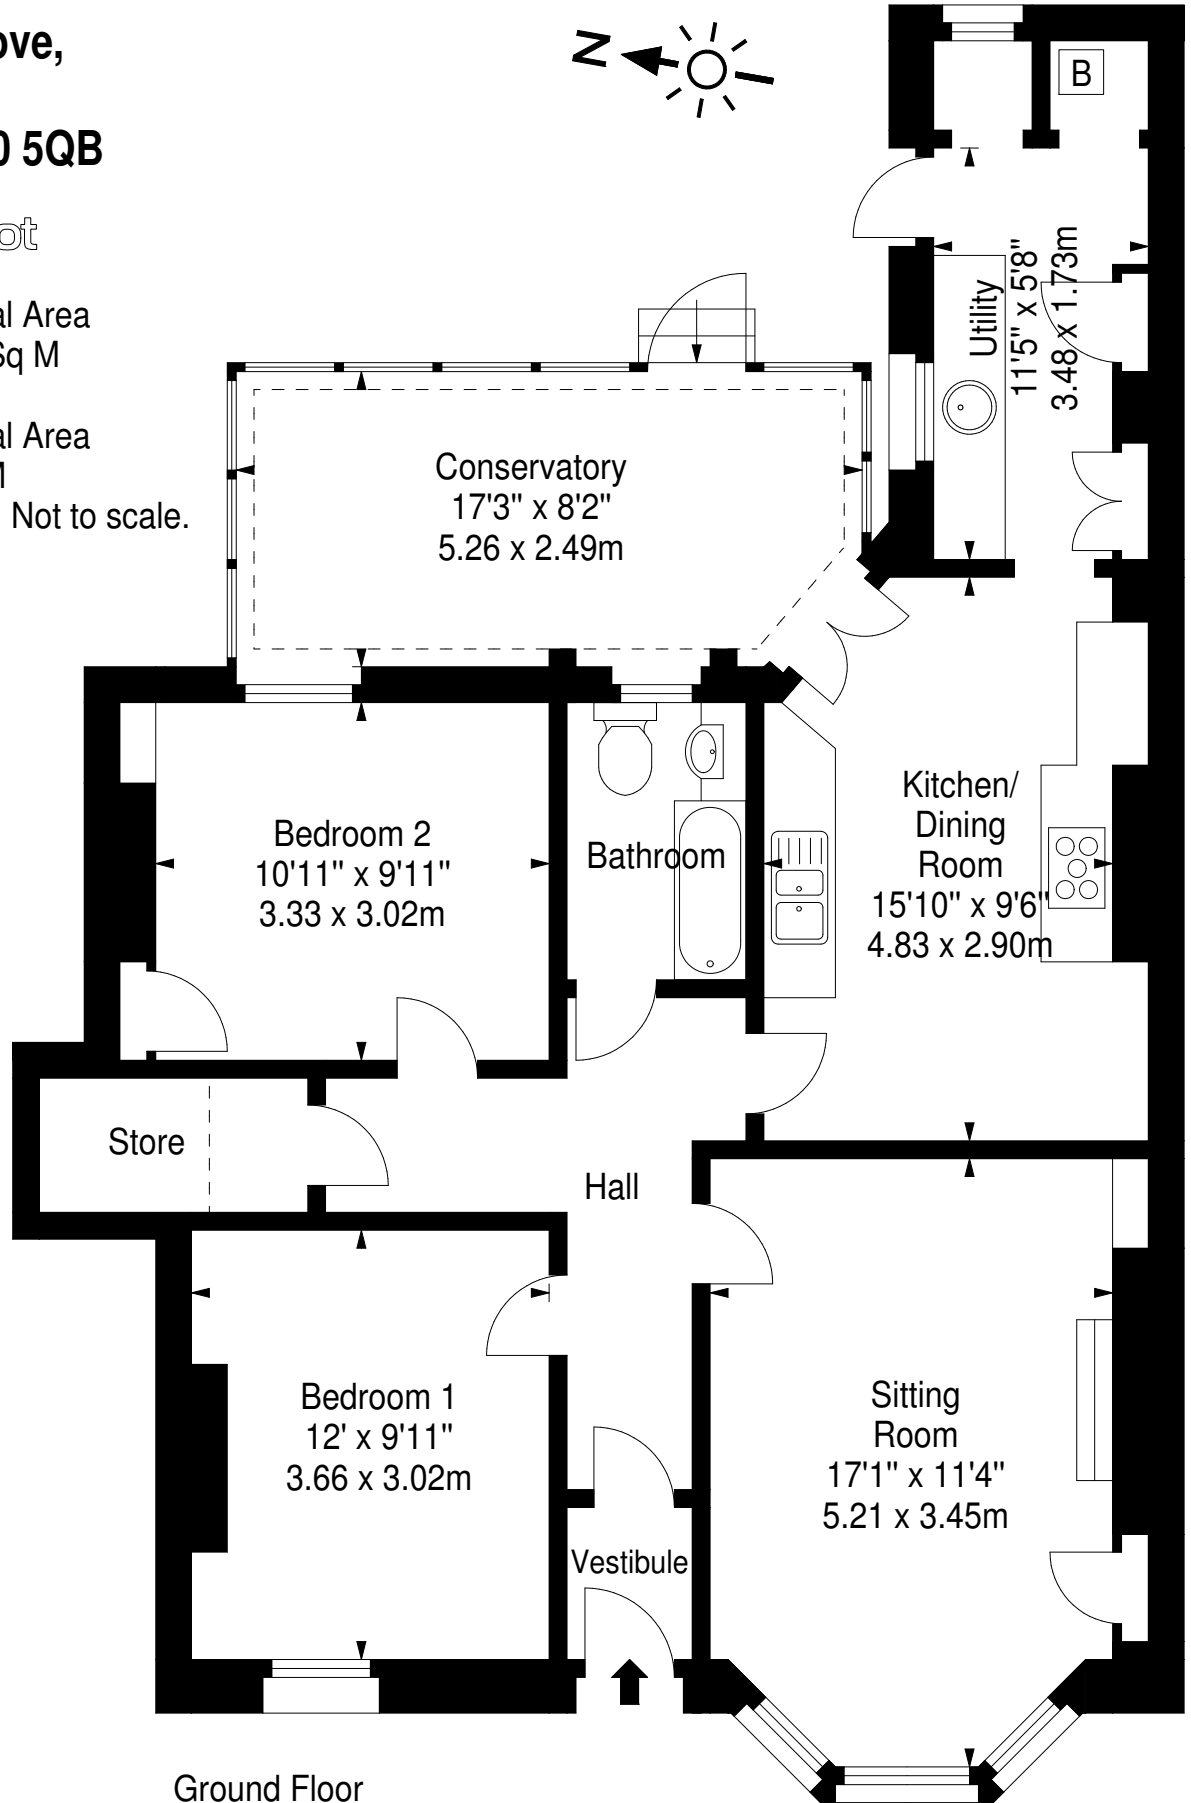 ove,
0 5QB
ot
al Area
Sq M
al Area
M
Not to scale.
N
B
Utility
11'5" x 5'8"
3.48 x 1.73m
Conservatory
17'3" x 8'2"
5.26 x 2.49m
Kitchen/
Dining
Room
15'10" x 9'6"
4.83 x 2.90m
Bedroom 2
10'11" x 9'11"
3.33 x 3.02m
Bathroom
Store
Hall
Bedroom 1
12' x 9'11"
3.66 x 3.02m
Sitting
Room
17'1" x 11'4"
5.21 x 3.45m
Vestibule
Ground Floor